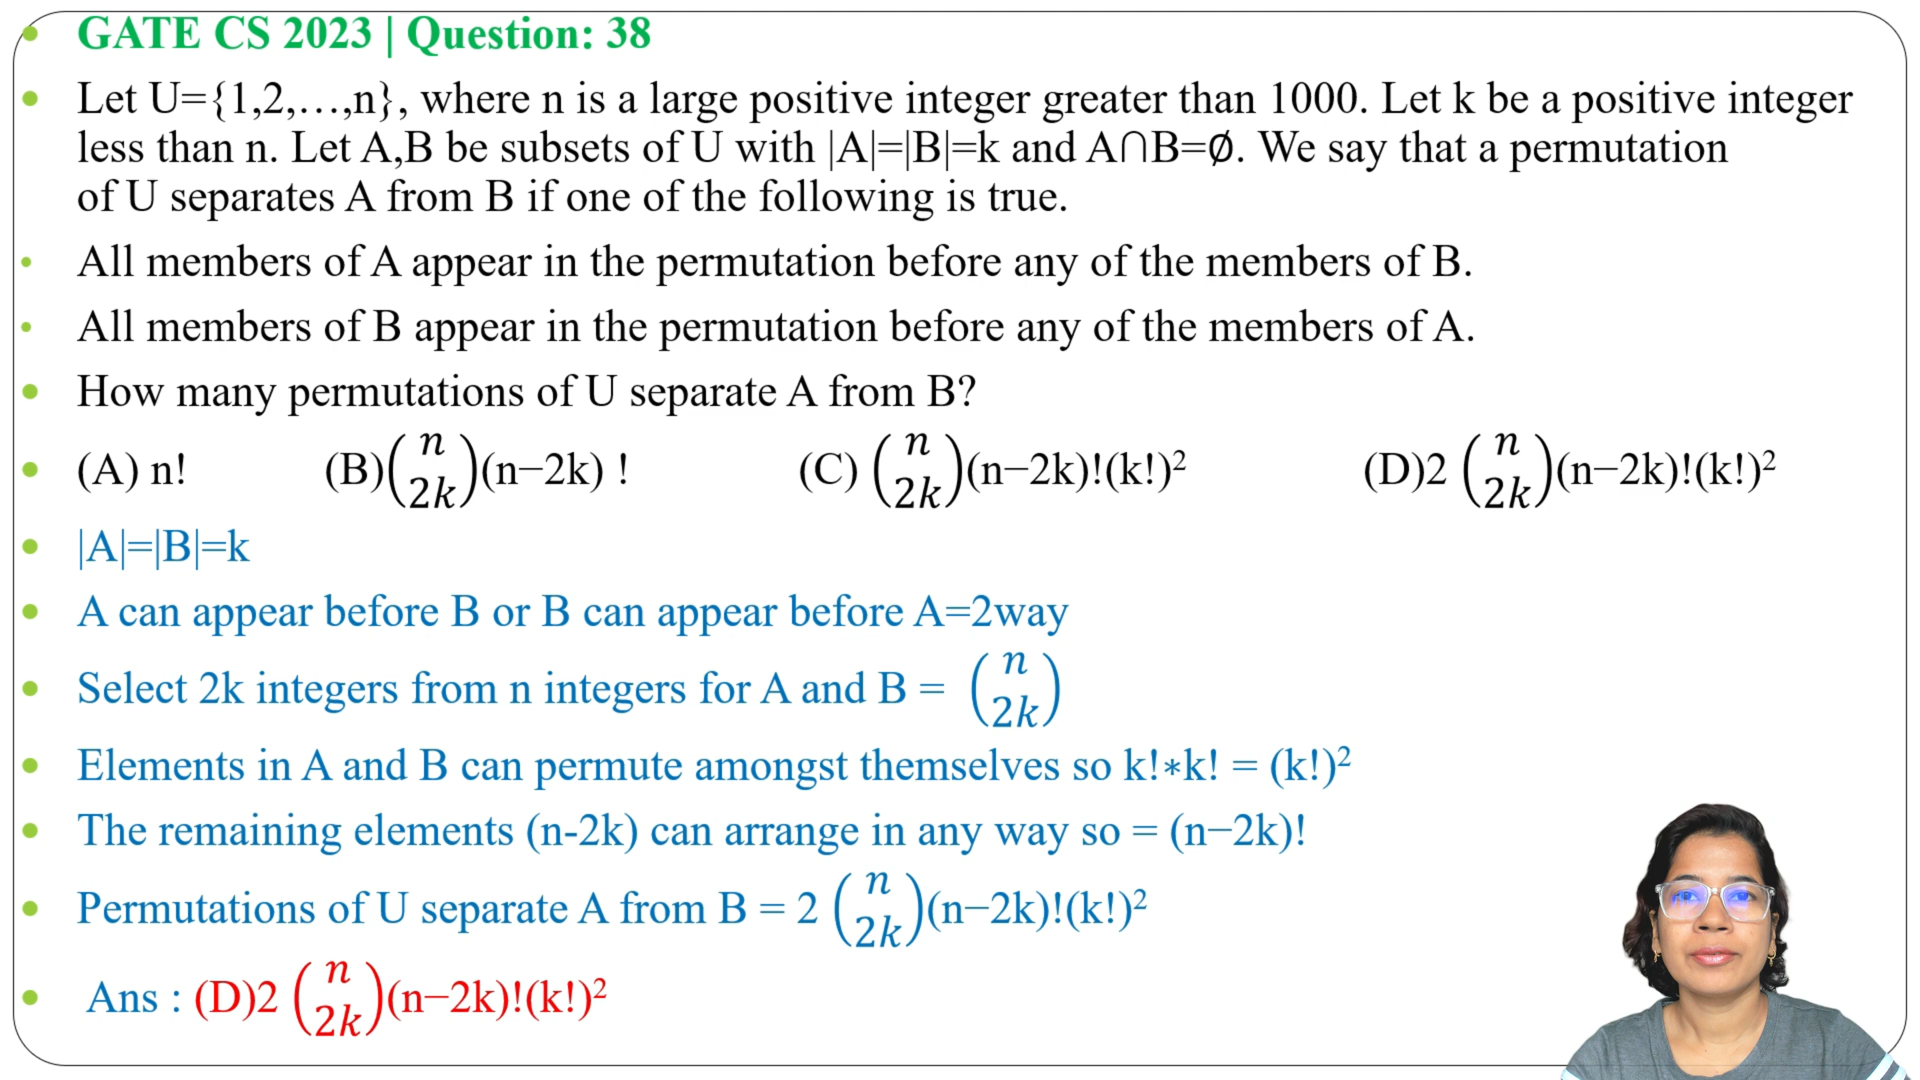 GATE CS 2023 | Question: 38
Let U={1,2,…,n}, where n is a large positive integer greater than 1000. Let k be a positive integer
less than n. Let A,B be subsets of U with |A|=|B|=k and A∩B=∅. We say that a permutation
of U separates A from B if one of the following is true.
All members of A appear in the permutation before any of the members of B.
All members of B appear in the permutation before any of the members of A.
How many permutations of U separate A from B?
(A) n! (B)(n 2k)(n−2k) ! (C) (n 2k)(n−2k)!(k!)² (D)2 (n 2k)(n−2k)!(k!)²
|A|=|B|=k
A can appear before B or B can appear before A=2way
Select 2k integers from n integers for A and B = (n 2k)
Elements in A and B can permute amongst themselves so k!∗k! = (k!)²
The remaining elements (n-2k) can arrange in any way so = (n−2k)!
Permutations of U separate A from B = 2 (n 2k)(n−2k)!(k!)²
Ans : (D)2 (n 2k)(n−2k)!(k!)²